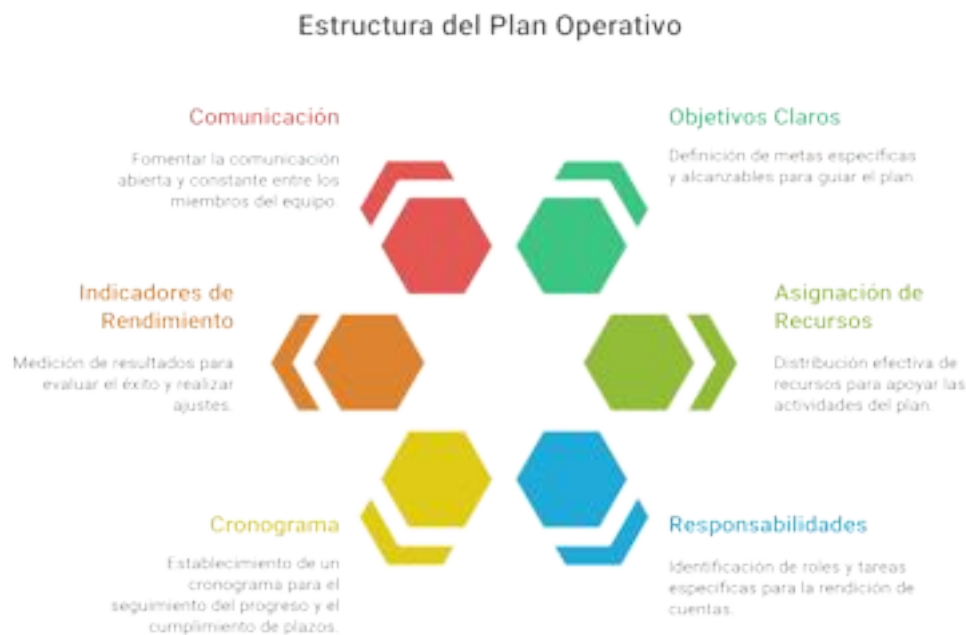 Estructura del Plan Operativo
Comunicación
Fomentar la comunicación
abierta y constante entre los
miembros del equipo.
Objetivos Claros
Definición de metas específicas
y alcanzables para guiar el plan.
Indicadores de
Rendimiento
Medición de resultados para
evaluar el éxito y realizar
ajustes.
Asignación de
Recursos
Distribución efectiva de
recursos para apoyar las
actividades del plan.
Cronograma
Establecimiento de un
cronograma para el
seguimiento del progreso y el
cumplimiento de plazos.
Responsabilidades
Identificación de roles y tareas
específicas para la rendición de
cuentas.